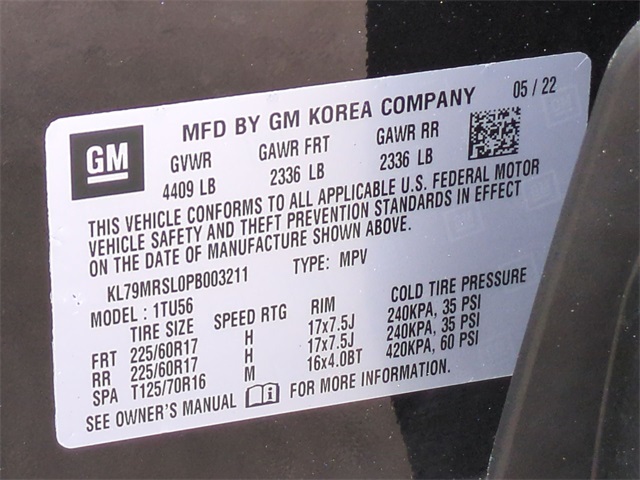 GM
MFD BY GM KOREA COMPANY 05 / 22
GVWR GAWR FRT GAWR RR
4409 LB 2336 LB 2336 LB
THIS VEHICLE CONFORMS TO ALL APPLICABLE U.S. FEDERAL MOTOR
VEHICLE SAFETY AND THEFT PREVENTION STANDARDS IN EFFECT
ON THE DATE OF MANUFACTURE SHOWN ABOVE.
KL79MRSL0PB003211 TYPE: MPV
MODEL : 1TU56
TIRE SIZE SPEED RTG RIM COLD TIRE PRESSURE
FRT 225/60R17 H 17x7.5J 240KPA, 35 PSI
RR 225/60R17 H 17x7.5J 240KPA, 35 PSI
SPA T125/70R16 M 16x4.0BT 420KPA, 60 PSI
SEE OWNER'S MANUAL FOR MORE INFORMATION.